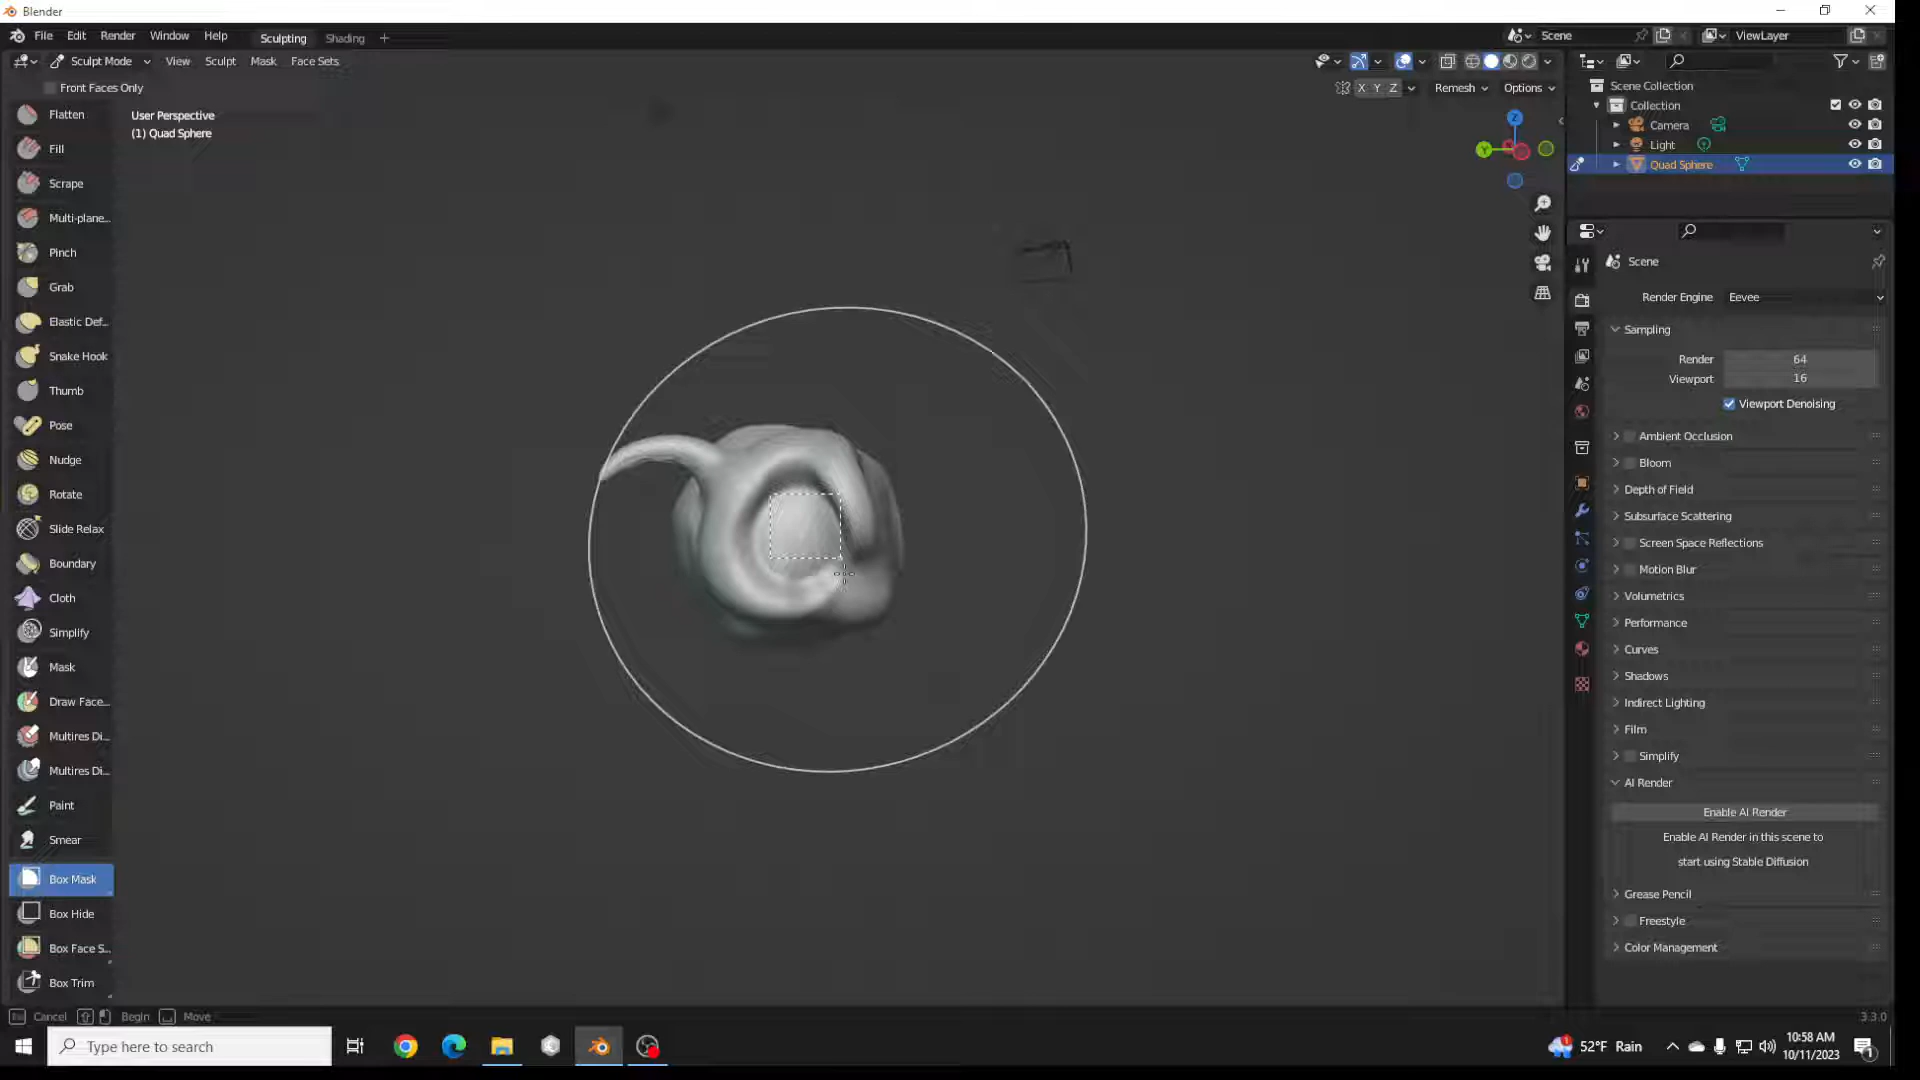 Blender
File Edit Render Window Help Sculpting Shading +
Scene ViewLayer
Sculpt Mode View Sculpt Mask Face Sets
Front Faces Only
X Y Z Remesh Options
User Perspective
(1) Quad Sphere
Flatten
Fill
Scrape
Multi-plane...
Pinch
Grab
Elastic Def...
Snake Hook
Thumb
Pose
Nudge
Rotate
Slide Relax
Boundary
Cloth
Simplify
Mask
Draw Face...
Multires Di...
Multires Di...
Paint
Smear
Box Mask
Box Hide
Box Face S...
Box Trim
Z
Y
Scene Collection
Collection
Camera
Light
Quad Sphere
Scene
Render Engine Eevee
Sampling
Render 64
Viewport 16
Viewport Denoising
Ambient Occlusion
Bloom
Depth of Field
Subsurface Scattering
Screen Space Reflections
Motion Blur
Volumetrics
Performance
Curves
Shadows
Indirect Lighting
Film
Simplify
AI Render
Enable AI Render
Enable AI Render in this scene to
start using Stable Diffusion
Grease Pencil
Freestyle
Color Management
Cancel Begin Move
3.3.0
Type here to search
52°F Rain
10:58 AM
10/11/2023
1